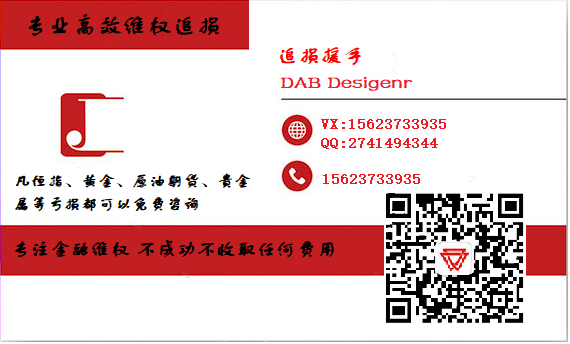 专业高效维权追损
追损援手
DAB Desigenr
VX:15623733935
QQ:2741494344
15623733935
凡恒指、黄金、原油期货、贵金
属等亏损都可以免费咨询
专注金融维权 不成功不收取任何费用